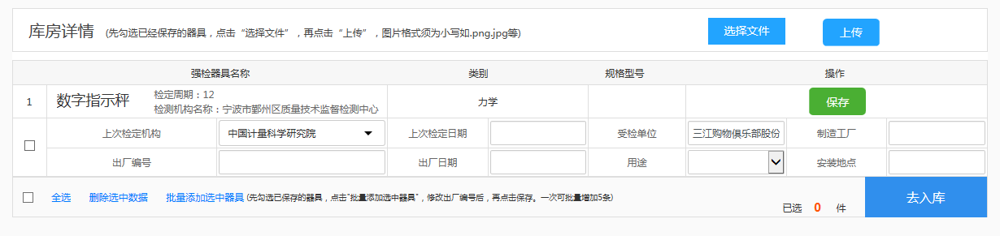 库房详情 (先勾选已经保存的器具，点击“选择文件”，再点击“上传”，图片格式须为小写如.png.jpg等) 选择文件 上传
强检器具名称 类别 规格型号 操作
1 数字指示秤 检定周期：12
检测机构名称：宁波市鄞州区质量技术监督检测中心 力学 保存
上次检定机构 中国计量科学研究院 上次检定日期 受检单位 三江购物俱乐部股份 制造工厂
出厂编号 出厂日期 用途 安装地点
全选 删除选中数据 批量添加选中器具 (先勾选已保存的器具，点击"批量添加选中器具"，修改出厂编号后，再点击保存。一次可批量增加5条) 已选 0 件 去入库